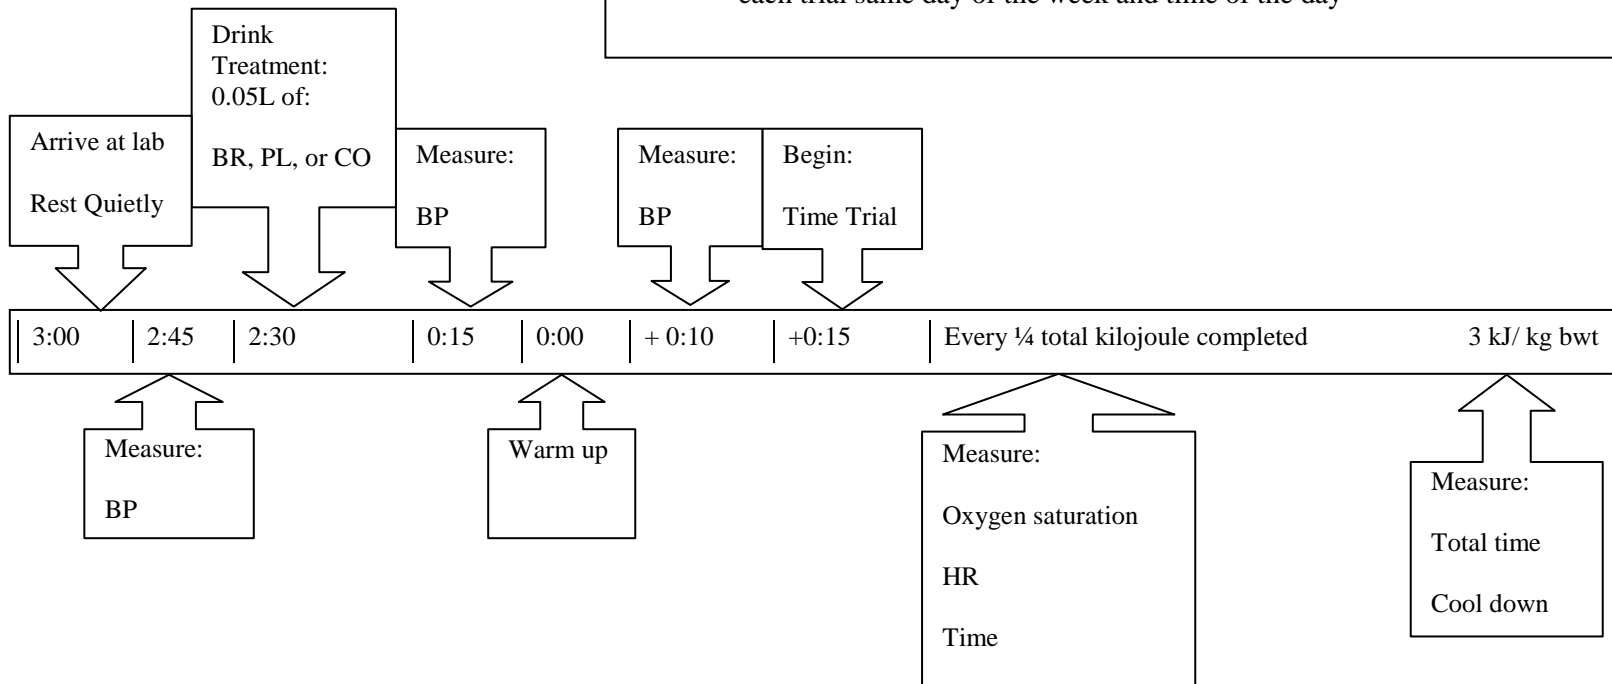 each trial same day of the week and time of the day
Drink
Treatment:
0.05L of:
BR, PL, or CO
Arrive at lab
Rest Quietly
Measure:
BP
Measure:
BP
Begin:
Time Trial
3:00
2:45
2:30
0:15
0:00
+ 0:10
+0:15
Every ¼ total kilojoule completed
3 kJ/ kg bwt
Measure:
BP
Warm up
Measure:
Oxygen saturation
HR
Time
Measure:
Total time
Cool down